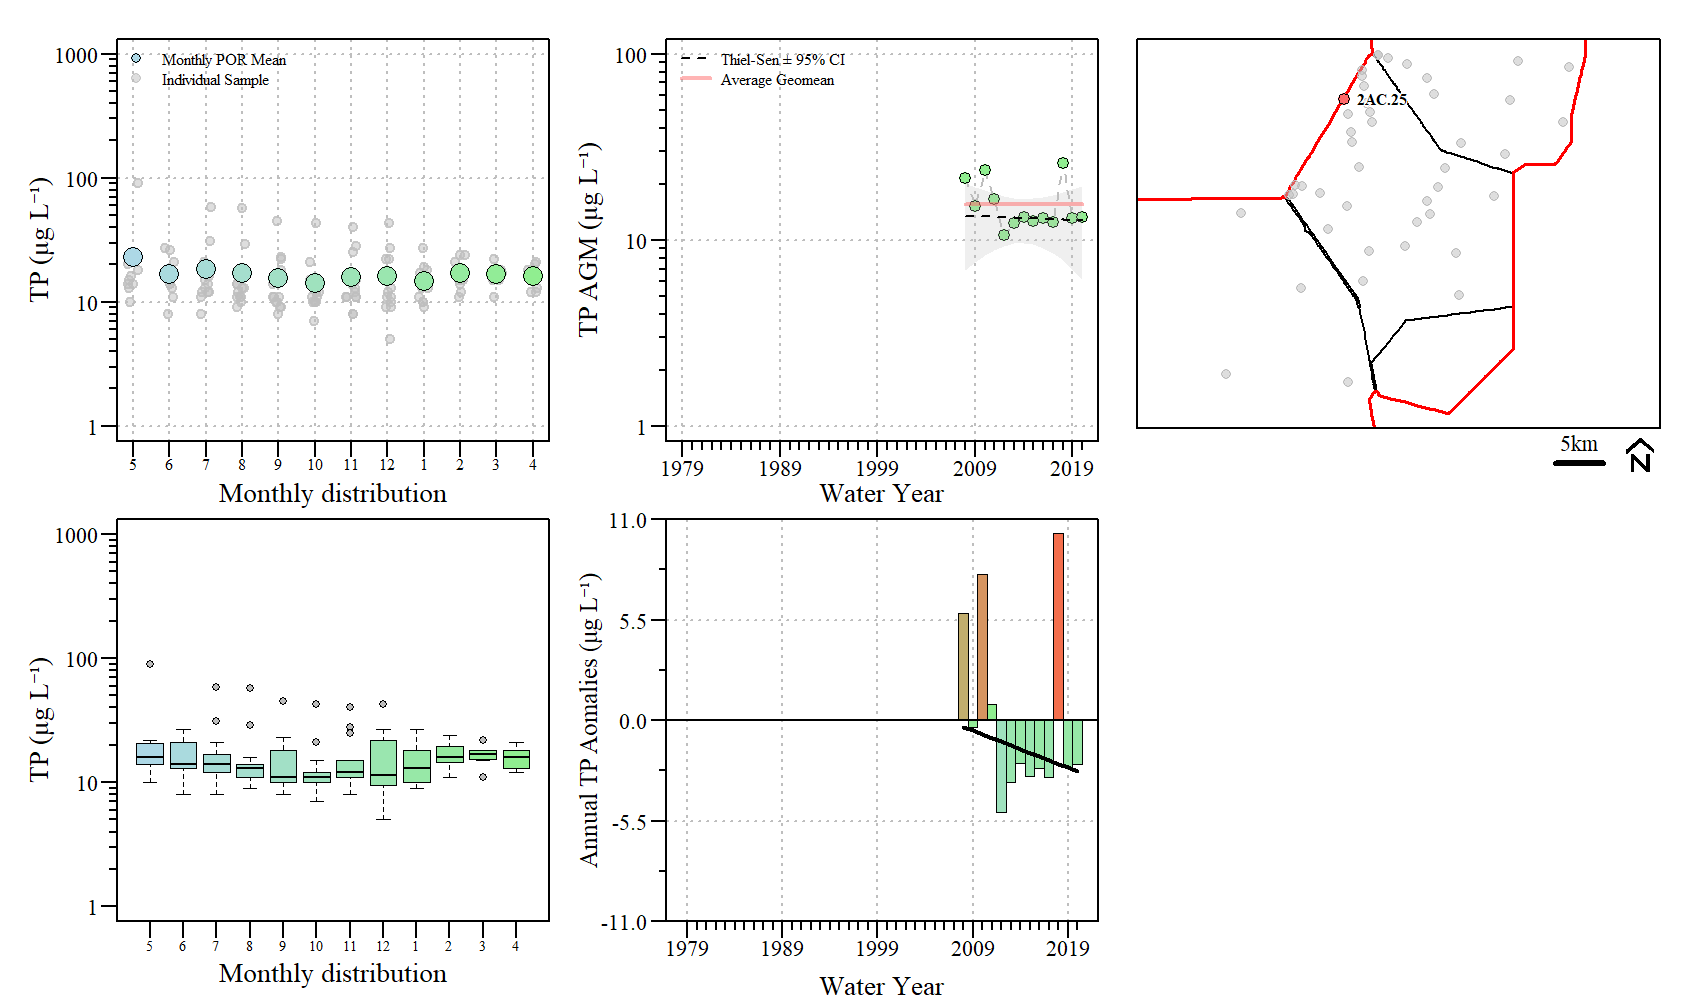 1000
100
10
1
TP (µg L⁻¹)
Monthly POR Mean
Individual Sample
5 6 7 8 9 10 11 12 1 2 3 4
Monthly distribution
100
10
1
TP AGM (µg L⁻¹)
Thiel-Sen ± 95% CI
Average Geomean
1979 1989 1999 2009 2019
Water Year
2AC.25
5km
N
1000
100
10
1
TP (µg L⁻¹)
5 6 7 8 9 10 11 12 1 2 3 4
Monthly distribution
11.0
5.5
0.0
-5.5
-11.0
Annual TP Aomalies (µg L⁻¹)
1979 1989 1999 2009 2019
Water Year